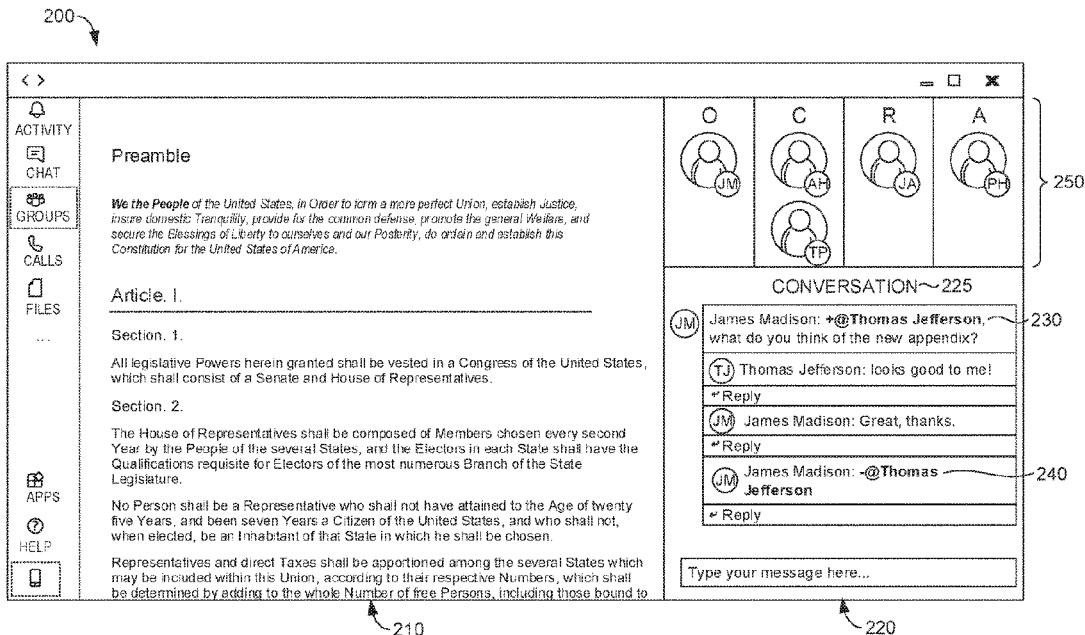 200
< >
ACTIVITY
CHAT
GROUPS
CALLS
FILES
...
APPS
HELP
Preamble
We the People of the United States, in Order to form a more perfect Union, establish Justice,
insure domestic Tranquility, provide for the common defense, promote the general Welfare, and
secure the Blessings of Liberty to ourselves and our Posterity, do ordain and establish this
Constitution for the United States of America.
Article. I.
Section. 1.
All legislative Powers herein granted shall be vested in a Congress of the United States,
which shall consist of a Senate and House of Representatives.
Section. 2.
The House of Representatives shall be composed of Members chosen every second
Year by the People of the several States, and the Electors in each State shall have the
Qualifications requisite for Electors of the most numerous Branch of the State
Legislature.
No Person shall be a Representative who shall not have attained to the Age of twenty
five Years, and been seven Years a Citizen of the United States, and who shall not,
when elected, be an Inhabitant of that State in which he shall be chosen.
Representatives and direct Taxes shall be apportioned among the several States which
may be included within this Union, according to their respective Numbers, which shall
be determined by adding to the whole Number of free Persons, including those bound to
210
O C R A
JM AH JA PH
TP
250
CONVERSATION 225
JM James Madison: +@Thomas Jefferson, 230
what do you think of the new appendix?
TJ Thomas Jefferson: looks good to me!
Reply
JM James Madison: Great, thanks.
Reply
JM James Madison: -@Thomas 240
Jefferson
Reply
Type your message here...
220